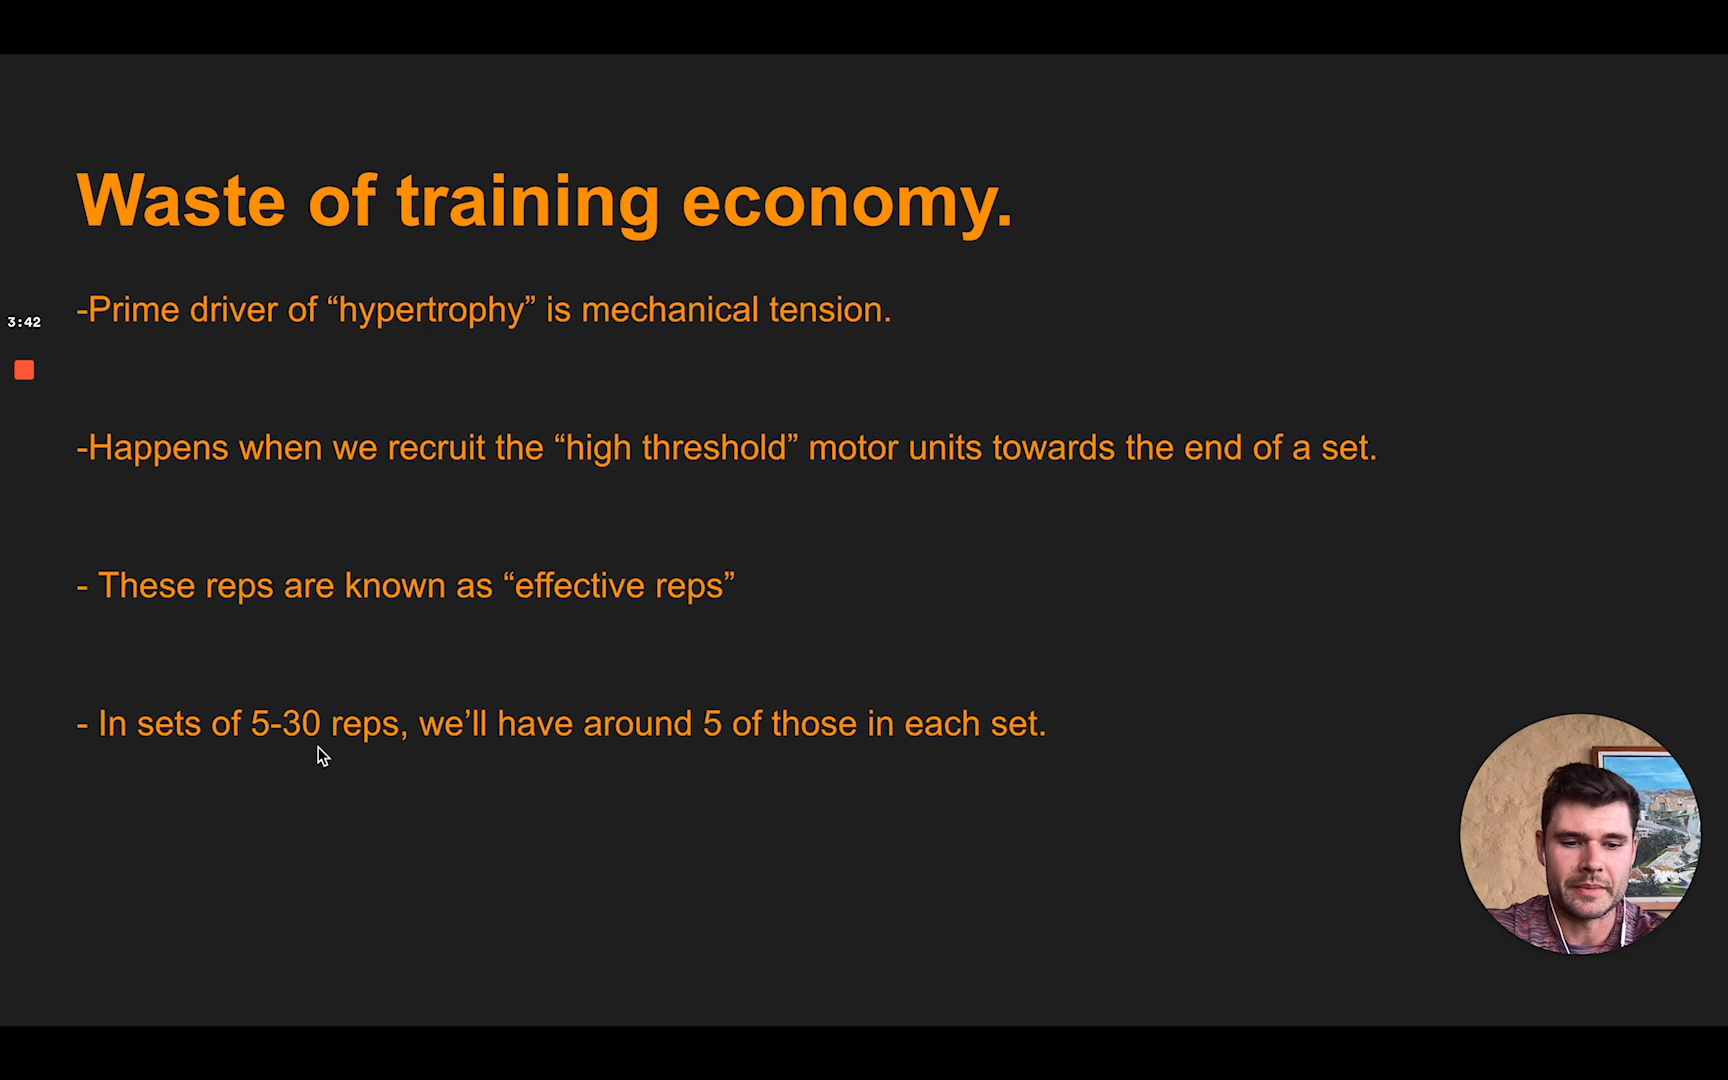 Waste of training economy.
-Prime driver of “hypertrophy” is mechanical tension.
3:42
-Happens when we recruit the “high threshold” motor units towards the end of a set.
- These reps are known as “effective reps”
- In sets of 5-30 reps, we’ll have around 5 of those in each set.